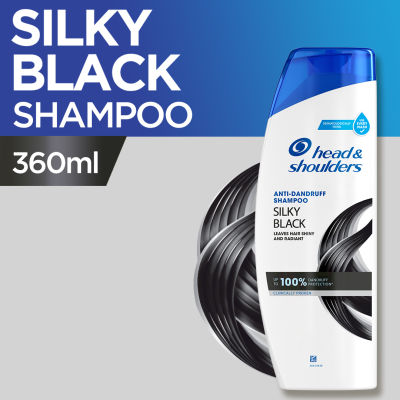 SILKY
BLACK
SHAMPOO
360ml
head&
shoulders
ANTI-DANDRUFF
SHAMPOO
SILKY
BLACK
LEAVES HAIR SHINY
AND RADIANT
UP TO 100% DANDRUFF PROTECTION*
CLINICALLY PROVEN